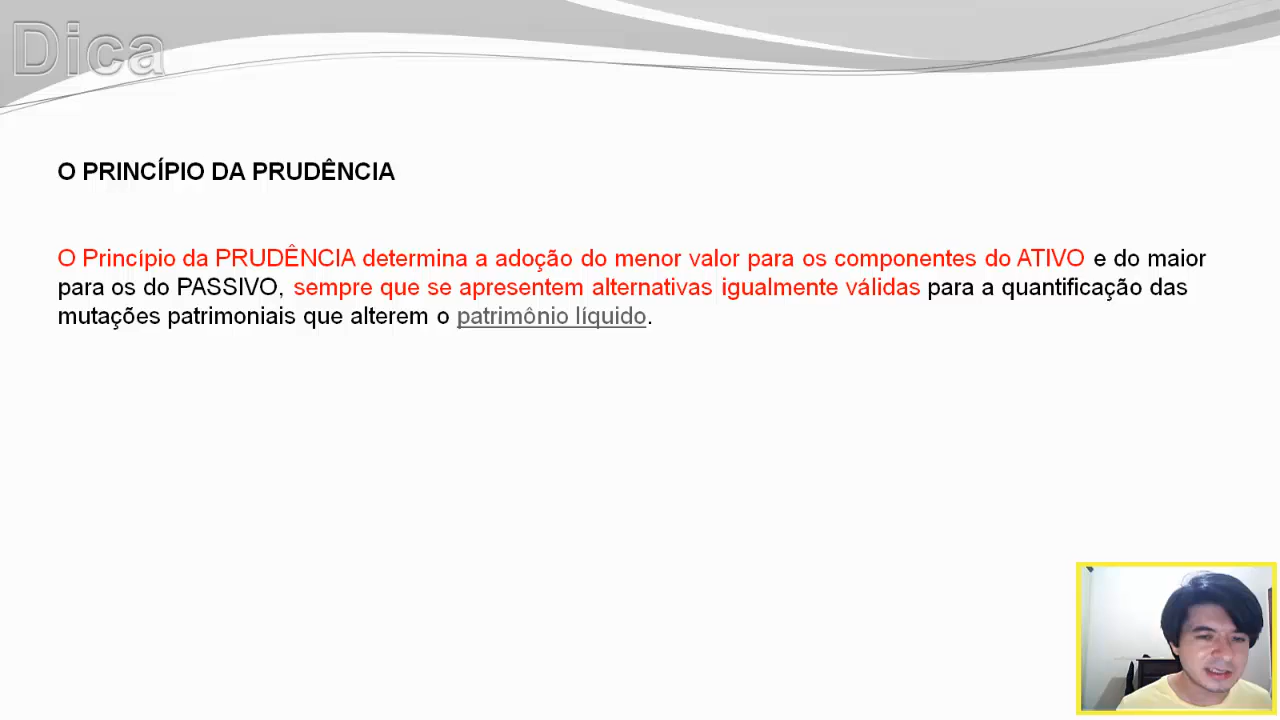 Dica
O PRINCÍPIO DA PRUDÊNCIA
O Princípio da PRUDÊNCIA determina a adoção do menor valor para os componentes do ATIVO e do maior
para os do PASSIVO, sempre que se apresentem alternativas igualmente válidas para a quantificação das
mutações patrimoniais que alterem o patrimônio líquido.